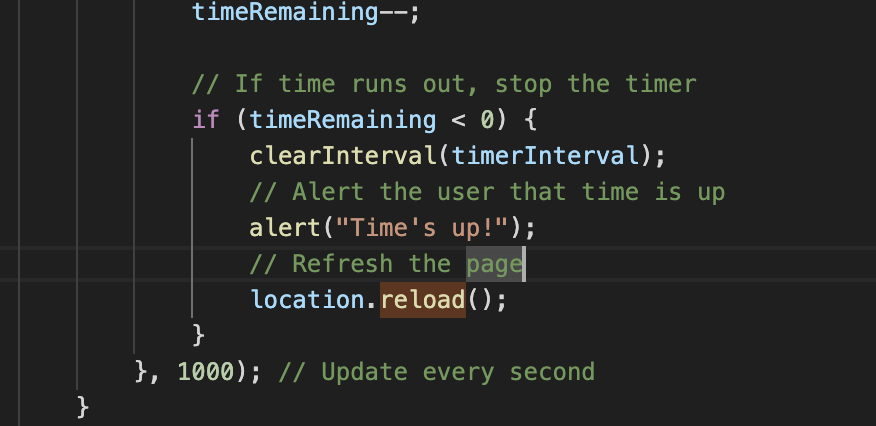 timeRemaining--;
// If time runs out, stop the timer
if (timeRemaining < 0) {
clearInterval(timerInterval);
// Alert the user that time is up
alert("Time's up!");
// Refresh the page
location.reload();
}
}, 1000); // Update every second
}